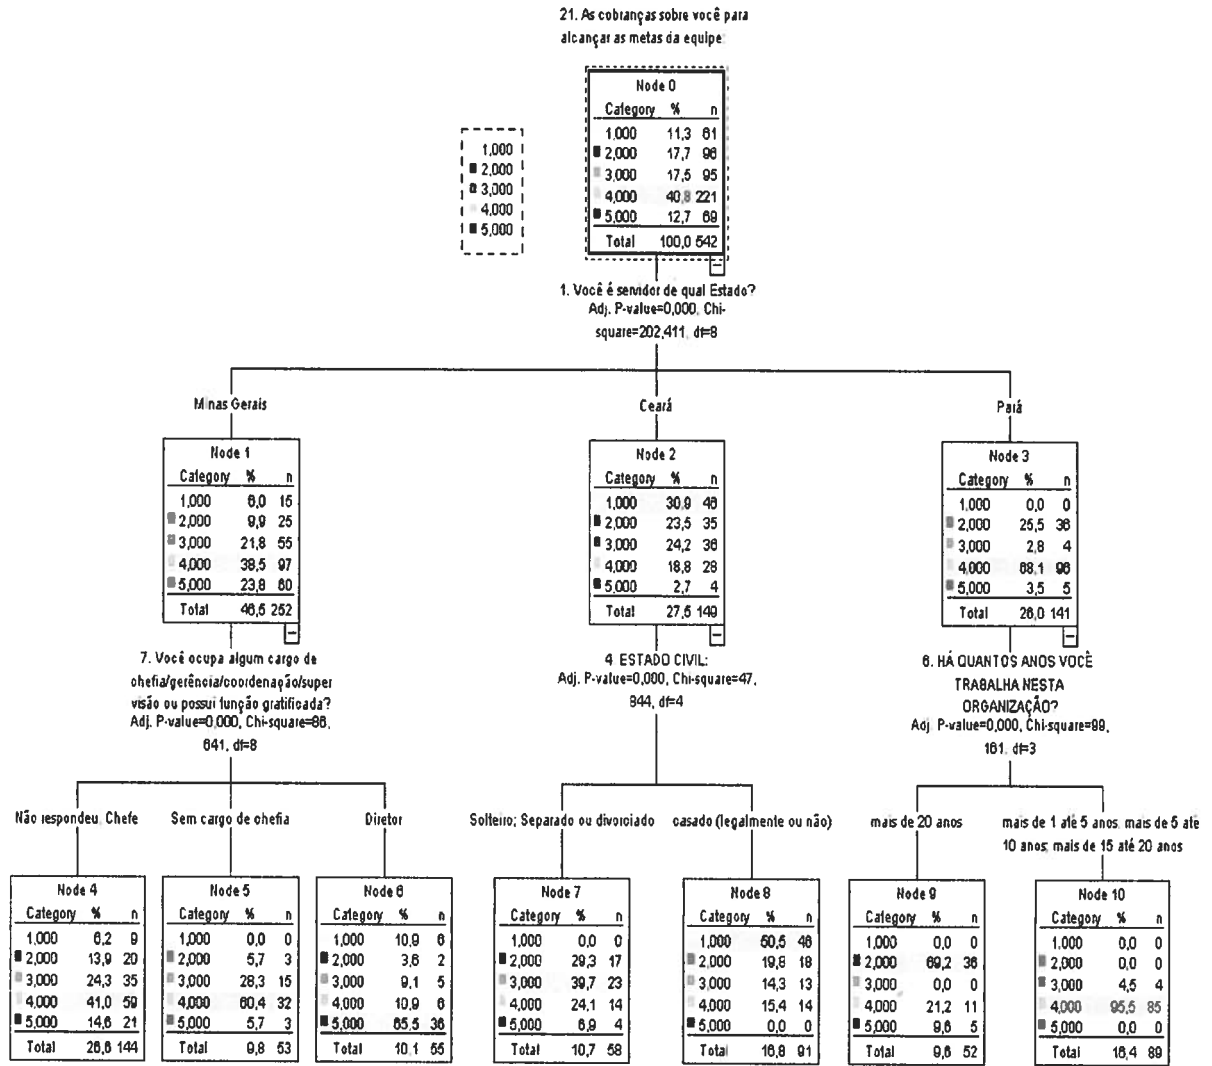 21. As cobranças sobre você para
alcançar as metas da equipe:
Node 0
Category % n
1,000 11,3 61
2,000 17,7 96
3,000 17,5 95
4,000 40,8 221
5,000 12,7 69
Total 100,0 542
1,000
2,000
3,000
4,000
5,000
1. Você é servidor de qual Estado?
Adj. P-value=0,000, Chi-
square=202,411, df=8
Minas Gerais
Ceará
Pará
Node 1
Category % n
1,000 6,0 15
2,000 9,9 25
3,000 21,8 55
4,000 38,5 97
5,000 23,8 60
Total 46,5 252
Node 2
Category % n
1,000 30,9 46
2,000 23,5 35
3,000 24,2 36
4,000 18,8 28
5,000 2,7 4
Total 27,5 149
Node 3
Category % n
1,000 0,0 0
2,000 25,5 36
3,000 2,8 4
4,000 68,1 96
5,000 3,5 5
Total 26,0 141
7. Você ocupa algum cargo de
chefia/gerência/coordenação/super
visão ou possui função gratificada?
Adj. P-value=0,000, Chi-square=86,
641, df=8
4 ESTADO CIVIL:
Adj. P-value=0,000, Chi-square=47,
844, df=4
6. HÁ QUANTOS ANOS VOCÊ
TRABALHA NESTA
ORGANIZAÇÃO?
Adj. P-value=0,000, Chi-square=99,
161, df=3
Não respondeu, Chefe
Sem cargo de chefia
Diretor
Solteiro; Separado ou divorciado
casado (legalmente ou não)
mais de 20 anos
mais de 1 até 5 anos, mais de 5 até
10 anos; mais de 15 até 20 anos
Node 4
Category % n
1,000 6,2 9
2,000 13,9 20
3,000 24,3 35
4,000 41,0 59
5,000 14,6 21
Total 26,6 144
Node 5
Category % n
1,000 0,0 0
2,000 5,7 3
3,000 28,3 15
4,000 60,4 32
5,000 5,7 3
Total 9,8 53
Node 6
Category % n
1,000 10,9 6
2,000 3,6 2
3,000 9,1 5
4,000 10,9 6
5,000 65,5 36
Total 10,1 55
Node 7
Category % n
1,000 0,0 0
2,000 29,3 17
3,000 39,7 23
4,000 24,1 14
5,000 6,9 4
Total 10,7 58
Node 8
Category % n
1,000 50,5 46
2,000 19,8 18
3,000 14,3 13
4,000 15,4 14
5,000 0,0 0
Total 16,8 91
Node 9
Category % n
1,000 0,0 0
2,000 69,2 36
3,000 0,0 0
4,000 21,2 11
5,000 9,6 5
Total 9,6 52
Node 10
Category % n
1,000 0,0 0
2,000 0,0 0
3,000 4,5 4
4,000 95,5 85
5,000 0,0 0
Total 16,4 89